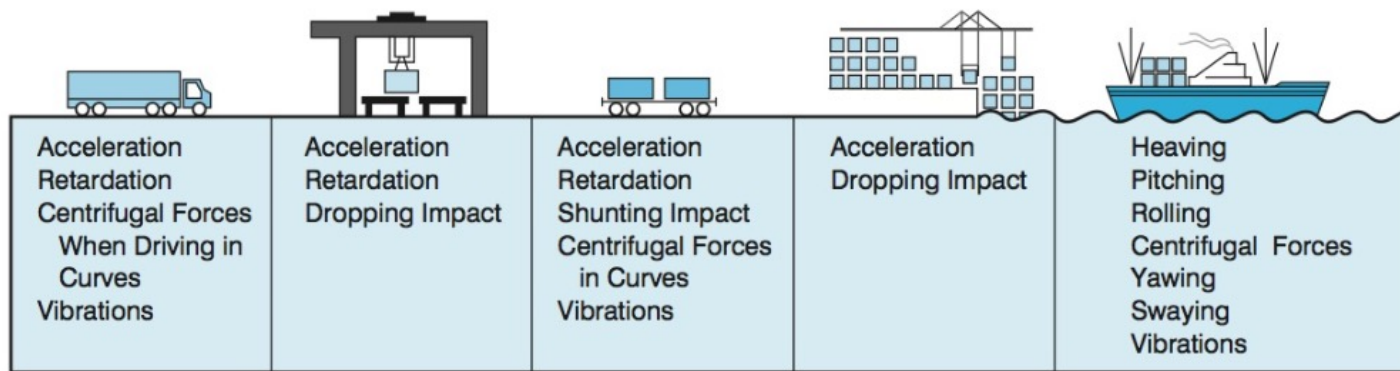 Acceleration
Retardation
Centrifugal Forces
When Driving in
Curves
Vibrations
Acceleration
Retardation
Dropping Impact
Acceleration
Retardation
Shunting Impact
Centrifugal Forces
in Curves
Vibrations
Acceleration
Dropping Impact
Heaving
Pitching
Rolling
Centrifugal Forces
Yawing
Swaying
Vibrations